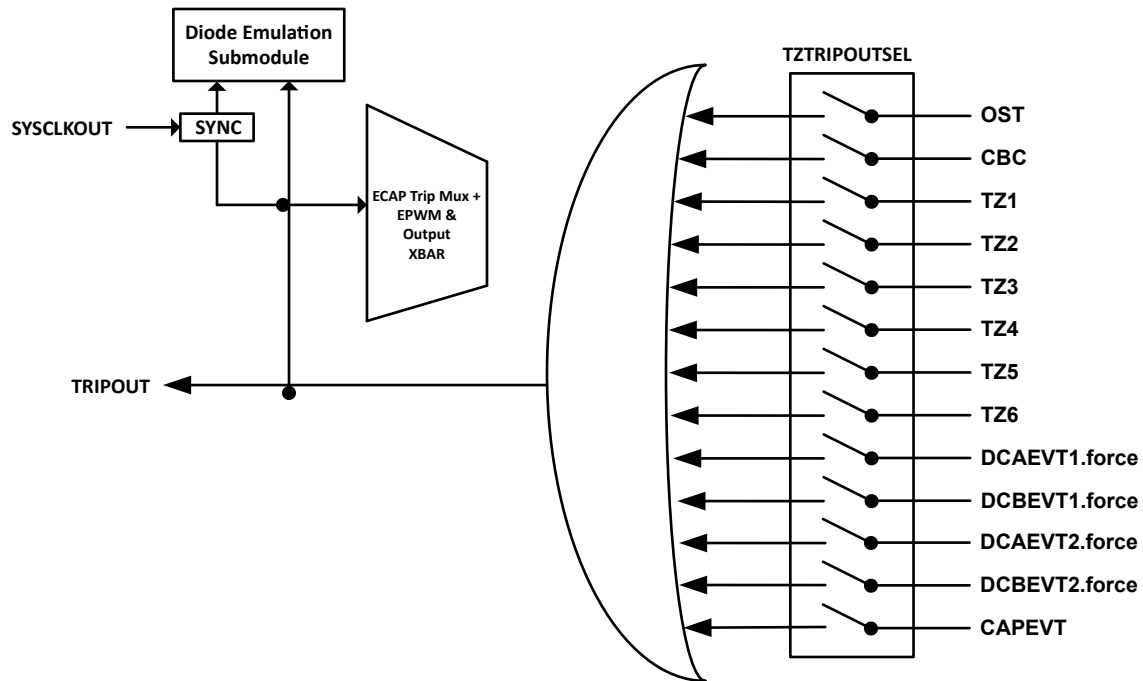 Diode Emulation
Submodule
SYSCLKOUT
SYNC
ECAP Trip Mux +
EPWM &
Output
XBAR
TRIPOUT
TZTRIPOUTSEL
OST
CBC
TZ1
TZ2
TZ3
TZ4
TZ5
TZ6
DCAEVT1.force
DCBEVT1.force
DCAEVT2.force
DCBEVT2.force
CAPEVT